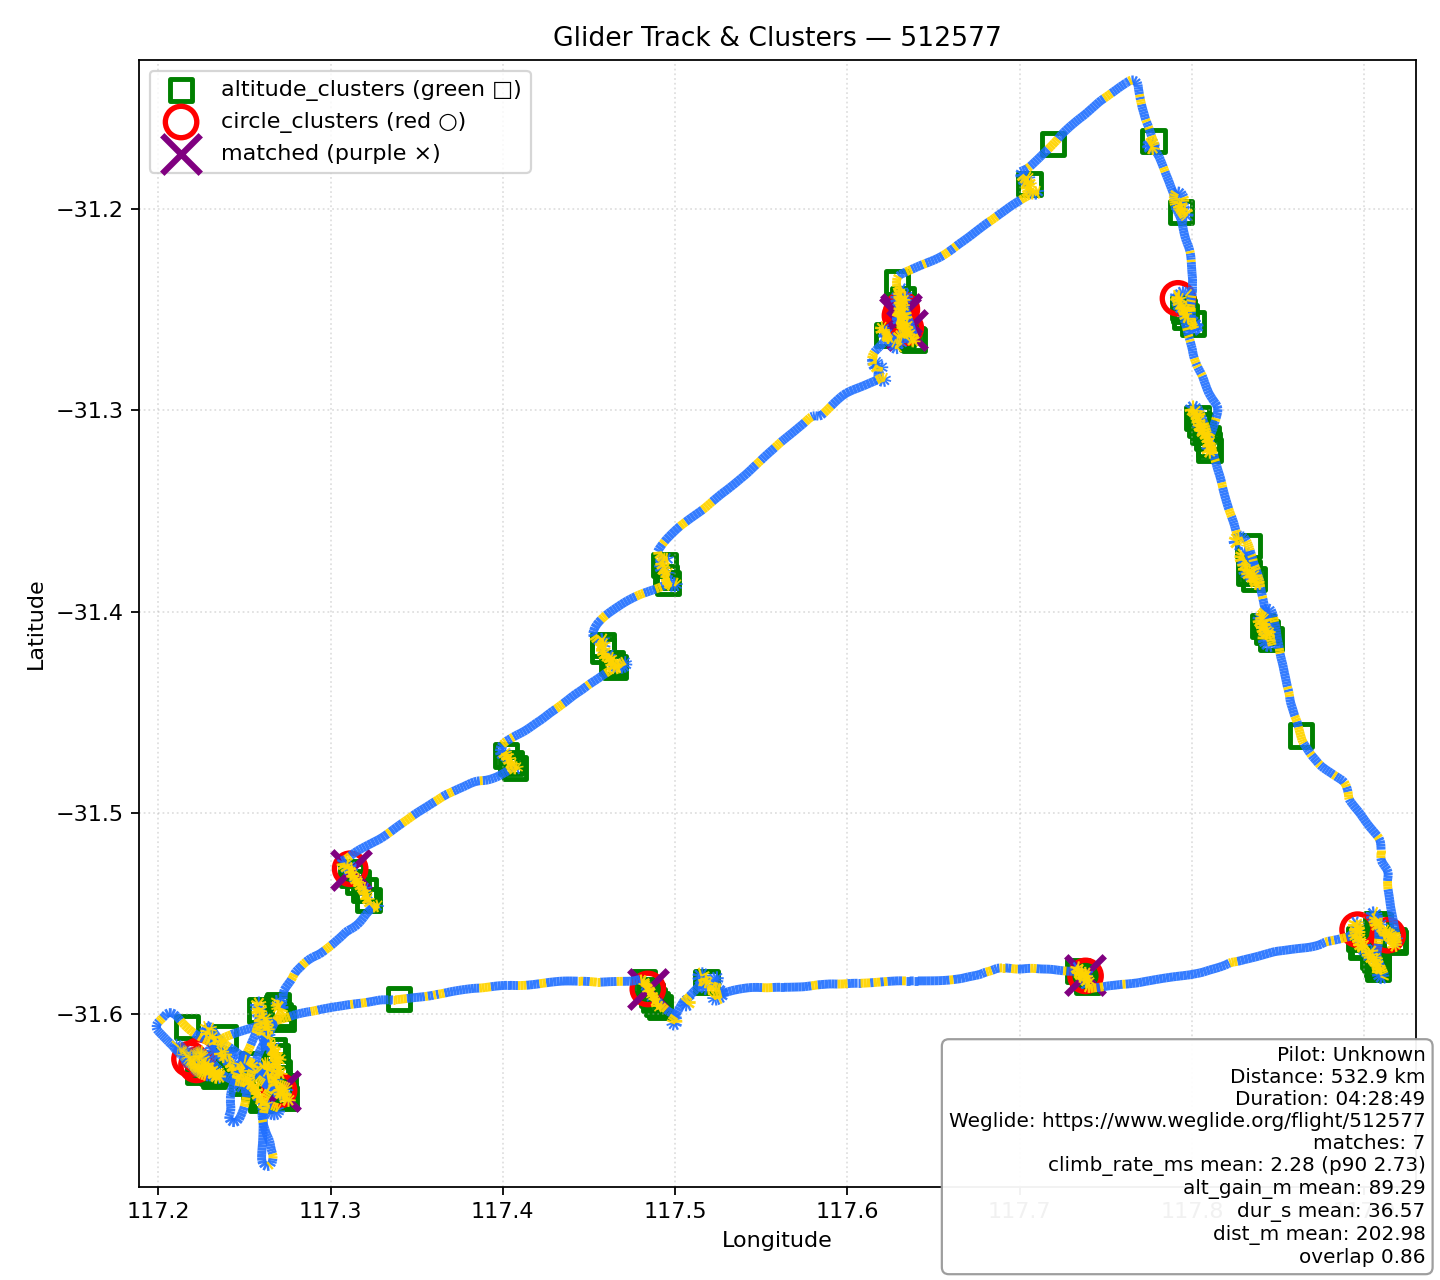 Glider Track & Clusters — 512577
altitude_clusters (green □)
circle_clusters (red ○)
matched (purple ×)
−31.2
−31.3
−31.4
−31.5
−31.6
Latitude
117.2
117.3
117.4
117.5
117.6
117.7
117.8
Longitude
Pilot: Unknown
Distance: 532.9 km
Duration: 04:28:49
Weglide: https://www.weglide.org/flight/512577
matches: 7
climb_rate_ms mean: 2.28 (p90 2.73)
alt_gain_m mean: 89.29
dur_s mean: 36.57
dist_m mean: 202.98
overlap 0.86